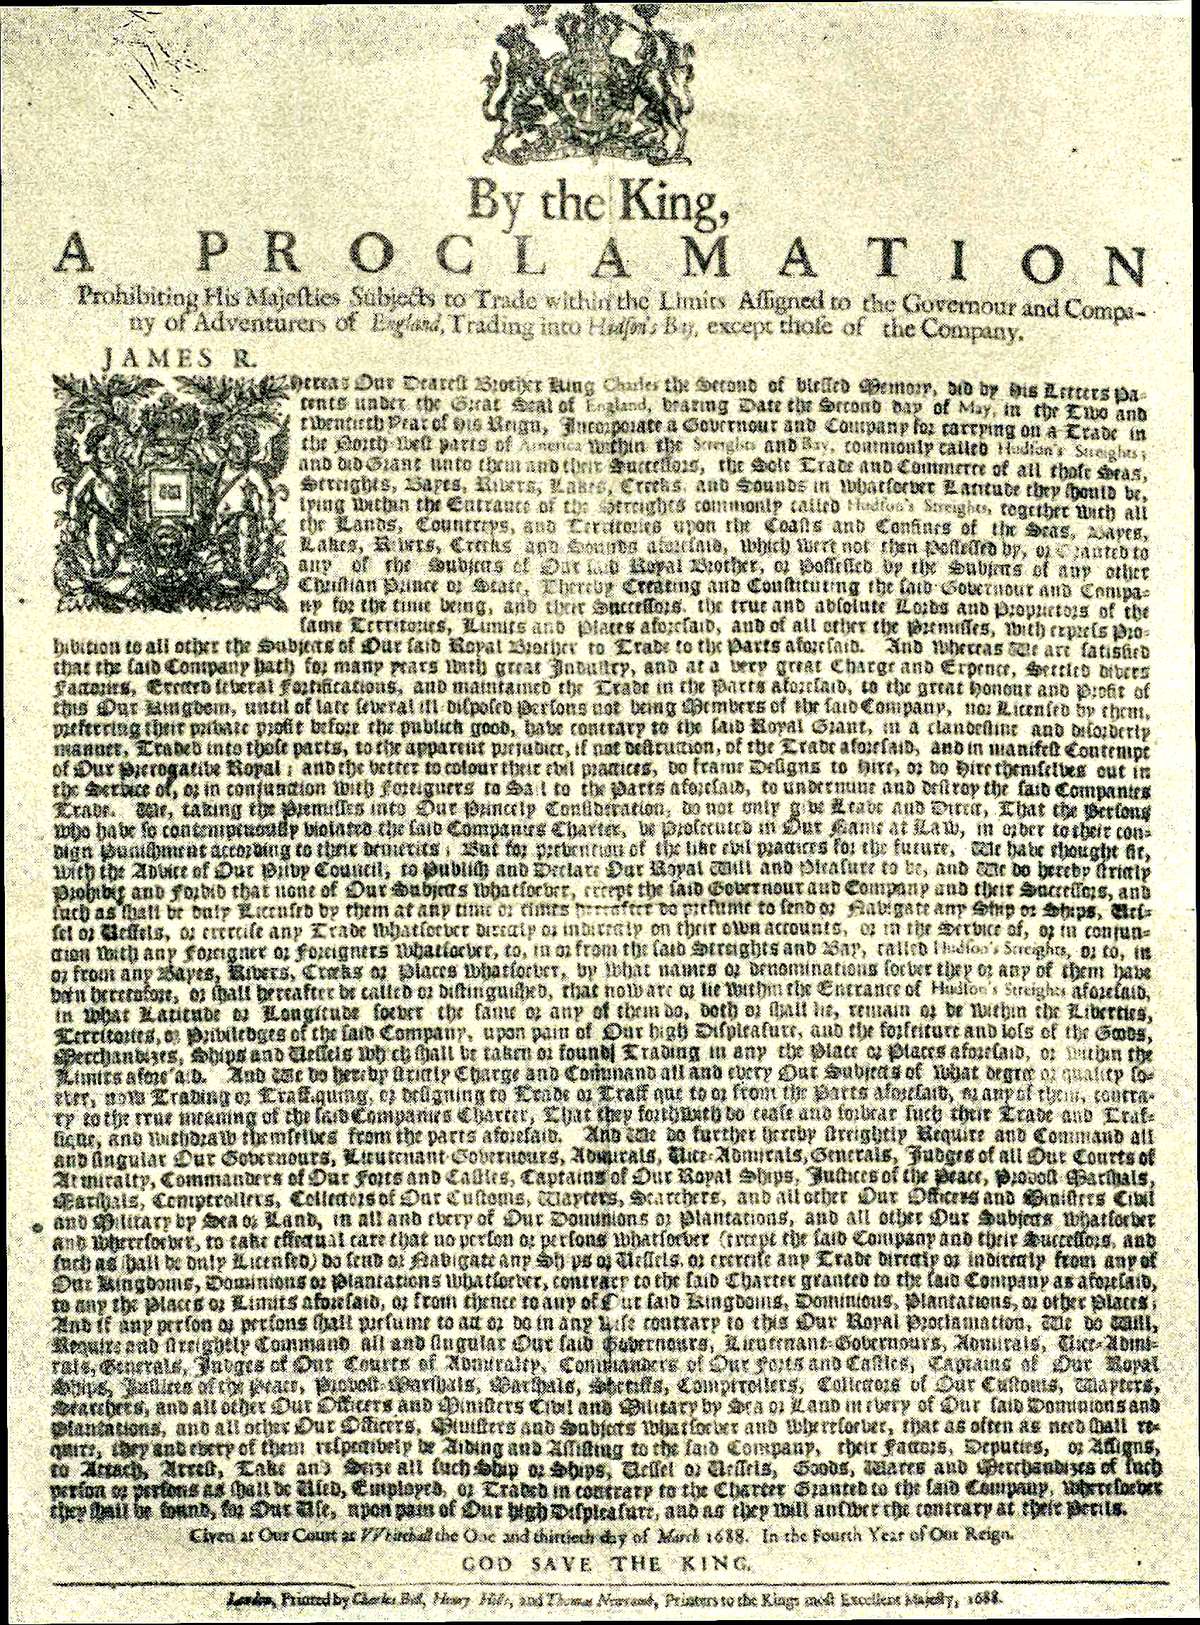 By the King,
A PROCLAMATION
Prohibiting His Majesties Subjects to Trade within the Limits Assigned to the Governour and Compa-
ny of Adventurers of England, Trading into Hudson's Bay, except those of the Company.
JAMES R.
Whereas Our Dearest Brother King Charles the Second of blessed Memory, did by His Letters Pa-
tents under the Great Seal of England, bearing Date the Second day of May, in the Two and
twentieth Year of His Reign, Incorporate a Governour and Company for carrying on a Trade in
the North West parts of America within the Streights and Bay, commonly called Hudson's Streights;
and did Grant unto them and their Successors, the Sole Trade and Commerce of all those Seas,
Streights, Bayes, Rivers, Lakes, Creeks, and Sounds in whatsoever Latitude they should be,
lying within the Entrance of the Streights commonly called Hudson's Streights, together with all
the Lands, Countreys, and Territories upon the Coasts and Confines of the Seas, Bayes,
Lakes, Rivers, Creeks and Sounds aforesaid, which were not then Possessed by, or Granted to
any of the Subjects of Our said Royal Brother, or Possessed by the Subjects of any other
Christian Prince or State, Thereby Creating and Constituting the said Governour and Compa-
ny for the time being, and their Successors, the true and absolute Lords and Proprietors of the
same Territories, Limits and Places aforesaid, and of all other the Premisses, with express Pro-
hibition to all other the Subjects of Our said Royal Brother to Trade to the Parts aforesaid. And whereas We are satisfied
that the said Company hath for many years with great Industry, and at a very great Charge and Expence, Settled divers
Factories, Erected several Fortifications, and maintained the Trade in the Parts aforesaid, to the great Honour and Profit of
this Our Kingdom, until of late several ill disposed Persons not being Members of the said Company, nor Licensed by them,
preferring their private profit before the publick good, have contrary to the said Royal Grant, in a clandestine and disorderly
manner, Traded into those parts, to the apparent prejudice, if not destruction, of the Trade aforesaid, and in manifest Contempt
of Our Prerogative Royal; and the better to colour their evil practices, do frame Designs to Hire, or do Hire themselves out in
the Service of, or in conjunction with Foreigners to Sail to the Parts aforesaid, to undermine and destroy the said Companies
Trade. We, taking the Premisses into Our Princely Consideration, do not only give Leave and Direct, That the Persons
who have so contemptuously violated the said Companies Charter, be Prosecuted in Our Name at Law, in order to their con-
dign Punishment according to their demerits; But for prevention of the like evil practices for the future, We have thought fit,
with the Advice of Our Privy Council, to Publish and Declare Our Royal Will and Pleasure to be, and We do hereby strictly
Prohibit and Forbid that none of Our Subjects whatsoever, except the said Governour and Company and their Successors, and
such as shall be duly Licensed by them at any time or times hereafter do presume to send or Navigate any Ship or Ships, Ves-
sel or Vessels, or exercise any Trade whatsoever directly or indirectly on their own accounts, or in the Service of, or in conjun-
ction with any Foreigner or Foreigners whatsoever, to, in or from the said Streights and Bay, called Hudson's Streights, or to, in
or from any Bayes, Rivers, Creeks or Places whatsoever, by what names or denominations soever they or any of them have
been heretofore, or shall hereafter be called or distinguished, that now are or lie within the Entrance of Hudson's Streights aforesaid,
in what Latitude or Longitude soever the same or any of them do, doth or shall lie, remain or be within the Liberties,
Territories, or Priviledges of the said Company, upon pain of Our high Displeasure, and the forfeiture and loss of the Goods,
Merchandizes, Ships and Vessels which shall be taken or found Trading in any the Place or Places aforesaid, or within the
Limits aforesaid. And We do hereby strictly Charge and Command all and every Our Subjects of what degree or quality so-
ever, now Trading or Traffiquing, or designing to Trade or Traffique to or from the Parts aforesaid, or any of them, contra-
ry to the true meaning of the said Companies Charter, That they forthwith do cease and forbear such their Trade and Traf-
fique, and withdraw themselves from the parts aforesaid. And We do further hereby streightly Require and Command all
and singular Our Governours, Lieutenant-Governours, Admirals, Vice-Admirals, Generals, Judges of all Our Courts of
Admiralty, Commanders of Our Forts and Castles, Captains of Our Royal Ships, Justices of the Peace, Provost-Marshals,
Marshals, Comptrollers, Collectors of Our Customs, Wayters, Searchers, and all other Our Officers and Ministers Civil
and Military by Sea or Land, in all and every of Our Dominions or Plantations, and all other Our Subjects whatsoever
and wheresoever, to take effectual care that no person or persons whatsoever (except the said Company and their Successors, and
such as shall be duly Licensed) do send or Navigate any Ships or Vessels, or exercise any Trade directly or indirectly from any of
Our Kingdoms, Dominions or Plantations whatsoever, contrary to the said Charter granted to the said Company as aforesaid,
to any the Places or Limits aforesaid, or from thence to any of Our said Kingdoms, Dominions, Plantations, or other Places;
And if any person or persons shall presume to act or do in any wise contrary to this Our Royal Proclamation, We do Will,
Require and streightly Command all and singular Our said Governours, Lieutenant-Governours, Admirals, Vice-Admi-
rals, Generals, Judges of Our Courts of Admiralty, Commanders of Our Forts and Castles, Captains of Our Royal
Ships, Justices of the Peace, Provost-Marshals, Marshals, Sheriffs, Comptrollers, Collectors of Our Customs, Wayters,
Searchers, and all other Our Officers and Ministers Civil and Military by Sea or Land in every of Our said Dominions and
Plantations, and all other Our Officers, Ministers and Subjects whatsoever and wheresoever, that as often as need shall re-
quire, they and every of them respectively be Aiding and Assisting to the said Company, their Factors, Deputies, or Assigns,
to Attach, Arrest, Take and Seize all such Ship or Ships, Vessel or Vessels, Goods, Wares and Merchandizes of such
person or persons as shall be Used, Employed, or Traded in contrary to the Charter Granted to the said Company, wheresoever
they shall be found, for Our Use, upon pain of Our high Displeasure, and as they will answer the contrary at their Perils.
Given at Our Court at Whitehall the One and thirtieth day of March 1688. In the Fourth Year of Our Reign.
GOD SAVE THE KING.
London, Printed by Charles Bill, Henry Hills, and Thomas Newcomb, Printers to the Kings most Excellent Majesty, 1688.